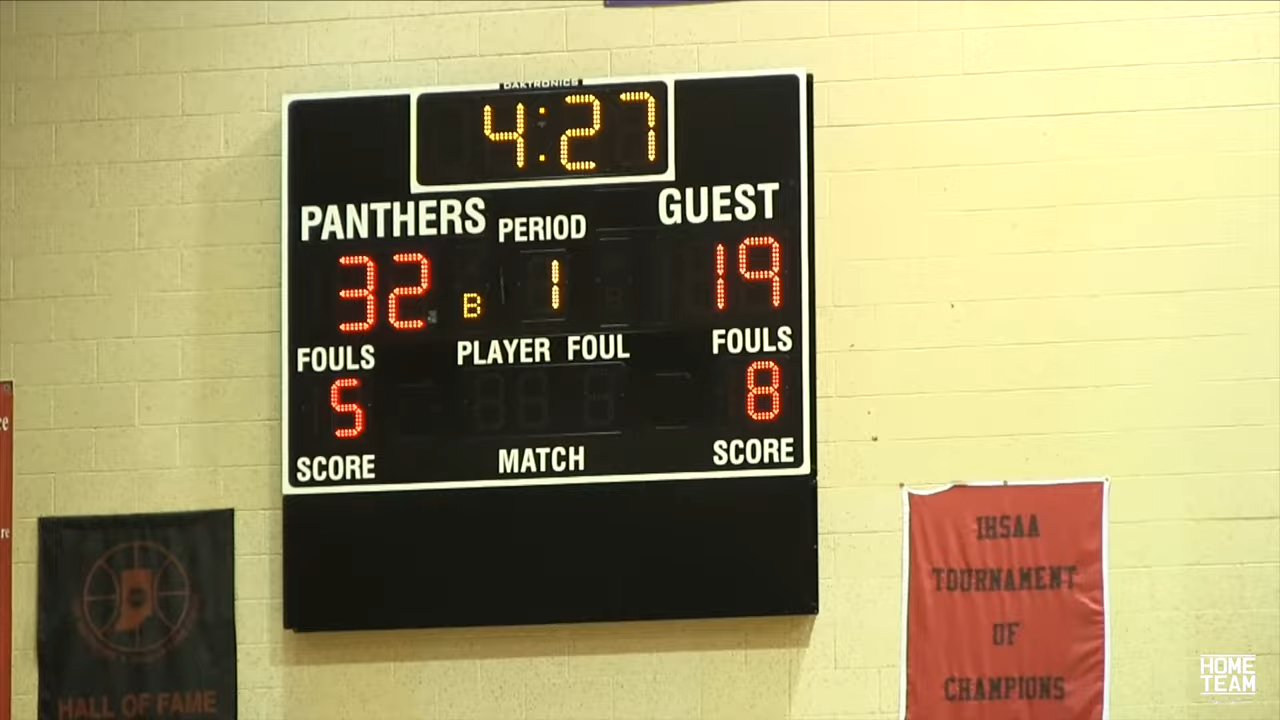 DAKTRONICS
4:27
PANTHERS
PERIOD
GUEST
32
B
1
19
FOULS
PLAYER FOUL
FOULS
5
8
SCORE
MATCH
SCORE
re
HALL OF FAME
IHSAA
TOURNAMENT
OF
CHAMPIONS
HOME
TEAM